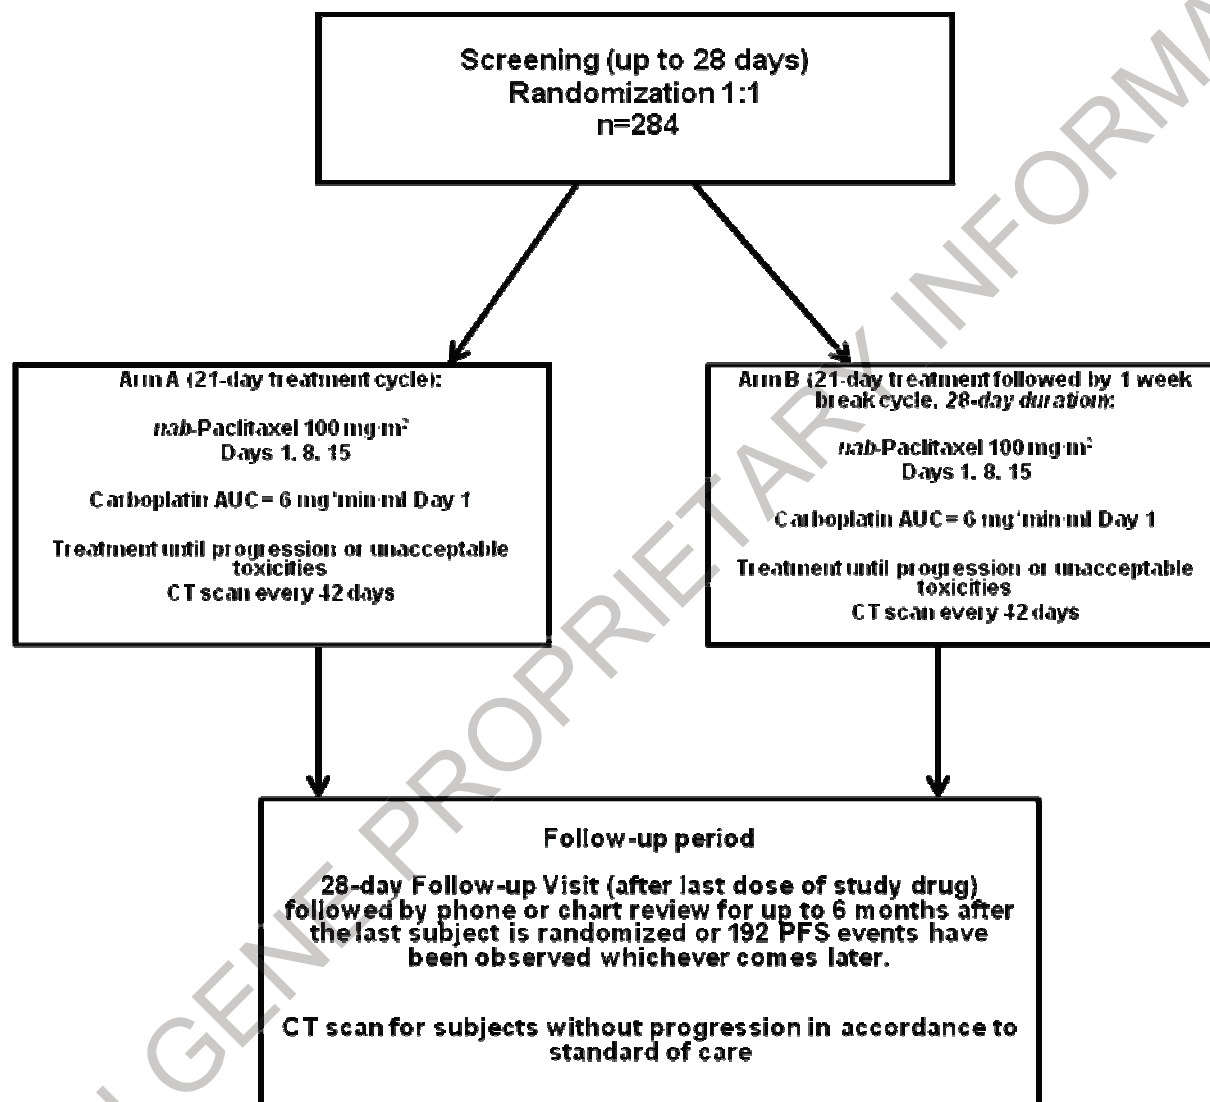 Screening (up to 28 days)
Randomization 1:1
n=284
Arm A (21-day treatment cycle):
nab-Paclitaxel 100 mg/m²
Days 1, 8, 15
Carboplatin AUC = 6 mg*min/ml Day 1
Treatment until progression or unacceptable
toxicities
CT scan every 42 days
Arm B (21-day treatment followed by 1 week
break cycle, 28-day duration:
nab-Paclitaxel 100 mg/m²
Days 1, 8, 15
Carboplatin AUC = 6 mg*min/ml Day 1
Treatment until progression or unacceptable
toxicities
CT scan every 42 days
Follow-up period
28-day Follow-up Visit (after last dose of study drug)
followed by phone or chart review for up to 6 months after
the last subject is randomized or 192 PFS events have
been observed whichever comes later.
CT scan for subjects without progression in accordance to
standard of care
GENE PROPRIETARY INFORMA